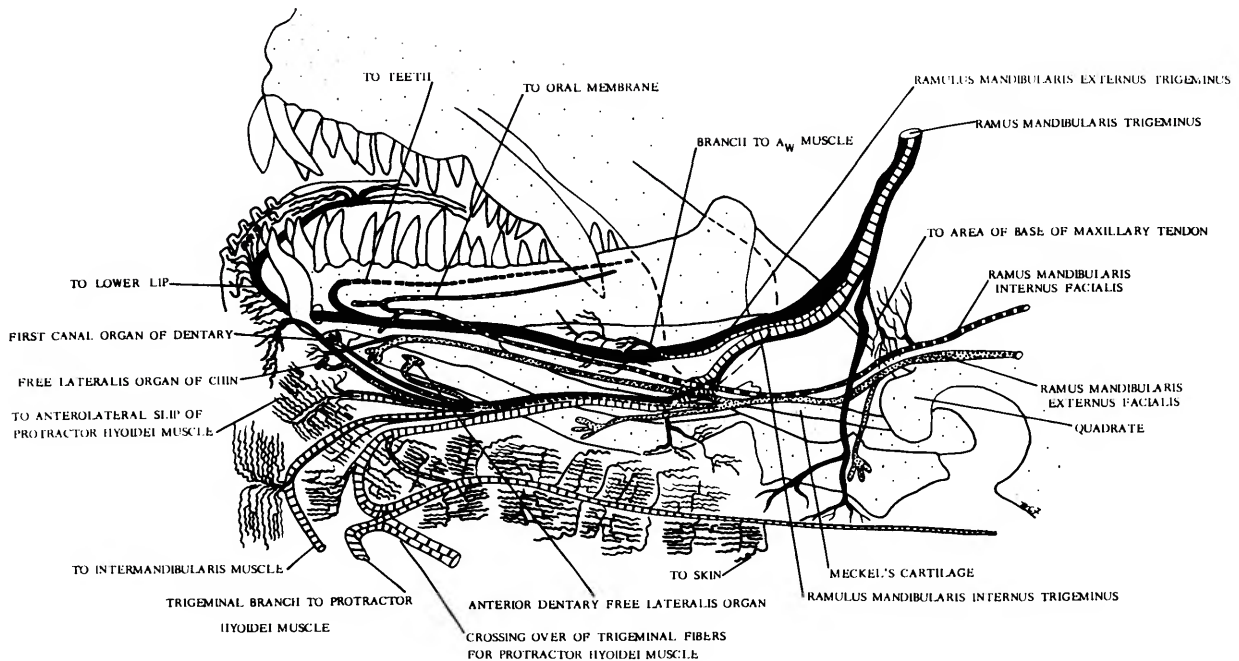 TO TEETH
TO ORAL MEMBRANE
RAMULUS MANDIBULARIS EXTERNUS TRIGEMINUS
RAMUS MANDIBULARIS TRIGEMINUS
BRANCH TO AW MUSCLE
TO AREA OF BASE OF MAXILLARY TENDON
RAMUS MANDIBULARIS
INTERNUS FACIALIS
TO LOWER LIP
FIRST CANAL ORGAN OF DENTARY
FREE LATERALIS ORGAN OF CHIN
TO ANTEROLATERAL SLIP OF
PROTRACTOR HYOIDEI MUSCLE
RAMUS MANDIBULARIS
EXTERNUS FACIALIS
QUADRATE
TO INTERMANDIBULARIS MUSCLE
TRIGEMINAL BRANCH TO PROTRACTOR
HYOIDEI MUSCLE
ANTERIOR DENTARY FREE LATERALIS ORGAN
CROSSING OVER OF TRIGEMINAL FIBERS
FOR PROTRACTOR HYOIDEI MUSCLE
TO SKIN
MECKEL'S CARTILAGE
RAMULUS MANDIBULARIS INTERNUS TRIGEMINUS